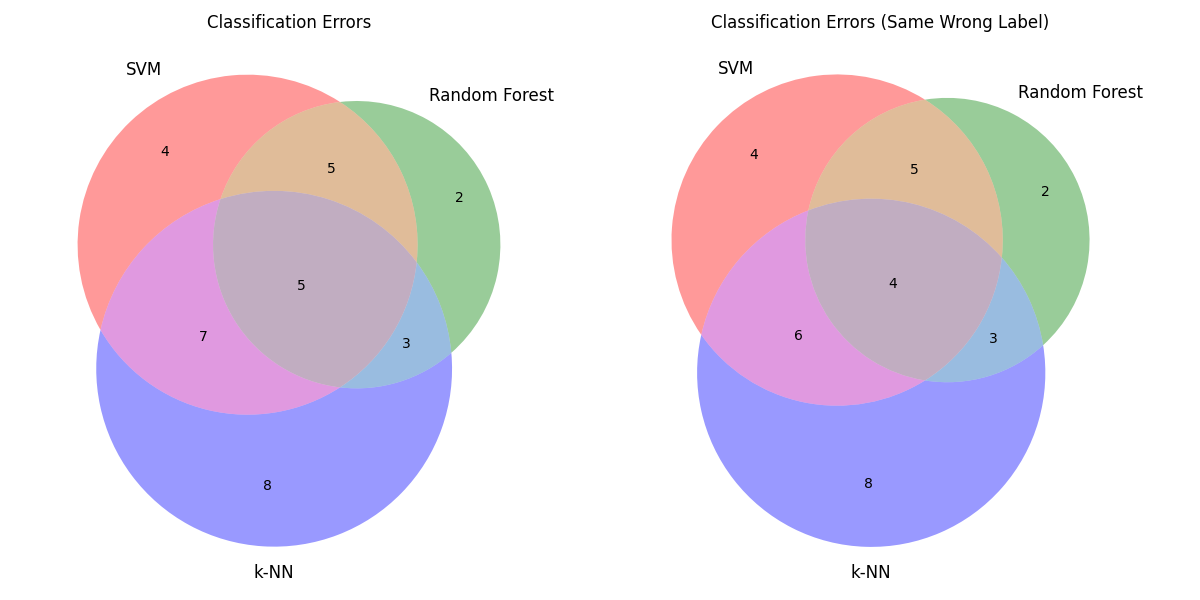 Classification Errors
SVM
Random Forest
4
5
2
5
7
3
8
k-NN
Classification Errors (Same Wrong Label)
SVM
Random Forest
4
5
2
4
6
3
8
k-NN